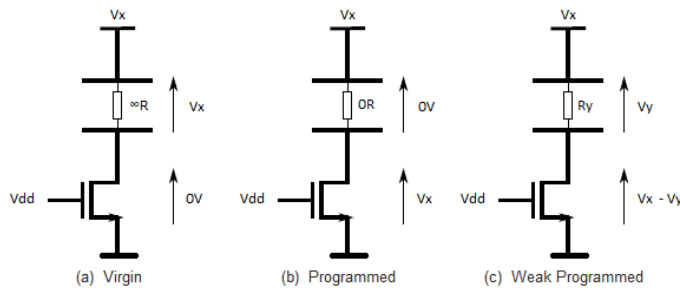 Vx
∞R
Vx
Vdd
0V
(a) Virgin
Vx
0R
0V
Vdd
Vx
(b) Programmed
Vx
Ry
Vy
Vdd
Vx - Vy
(c) Weak Programmed